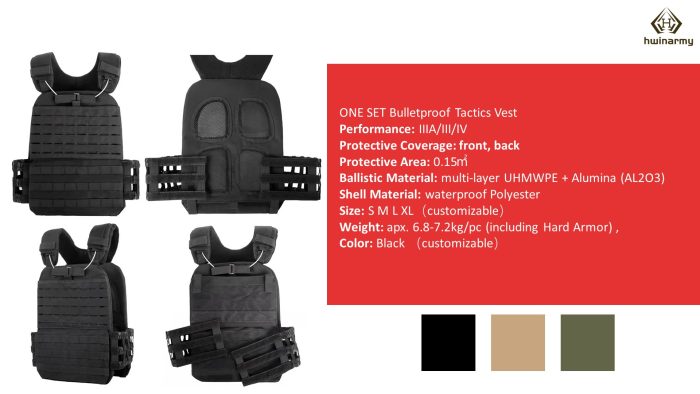 hwinarmy
ONE SET Bulletproof Tactics Vest
Performance: IIIA/III/IV
Protective Coverage: front, back
Protective Area: 0.15㎡
Ballistic Material: multi-layer UHMWPE + Alumina (AL2O3)
Shell Material: waterproof Polyester
Size: S M L XL（customizable）
Weight: apx. 6.8-7.2kg/pc (including Hard Armor) ,
Color: Black （customizable）